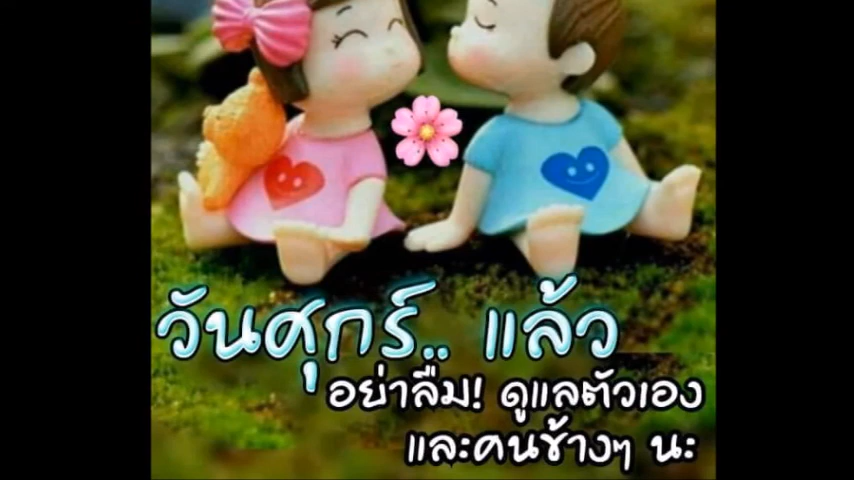 วันศุกร์.. แล้ว
อย่าลืม! ดูแลตัวเอง
และคนข้างๆ นะ